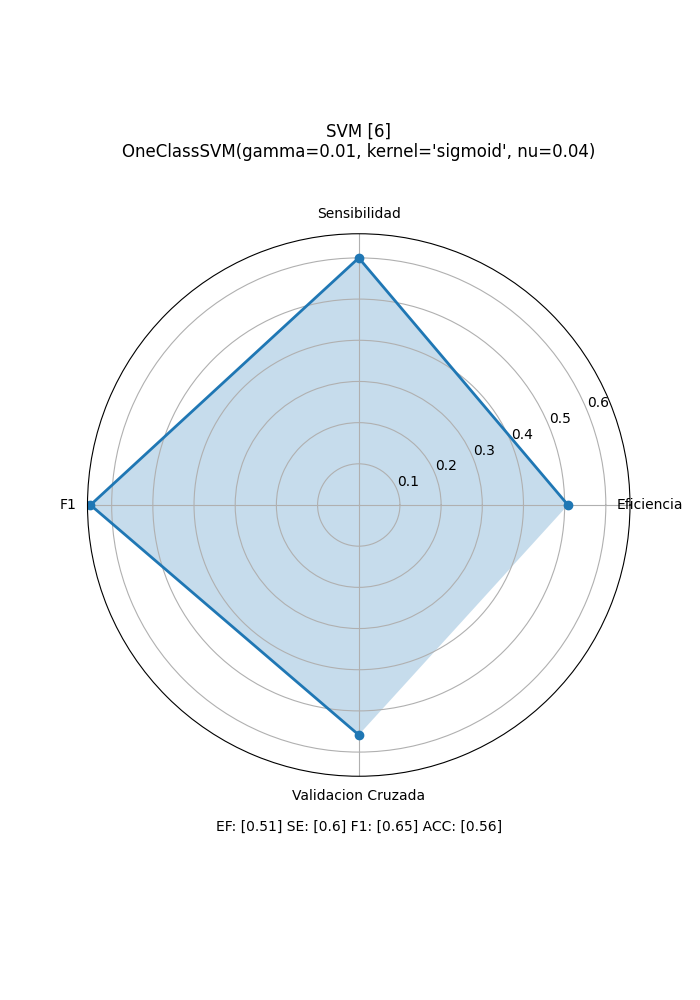 SVM [6]
OneClassSVM(gamma=0.01, kernel='sigmoid', nu=0.04)
Sensibilidad
0.6
0.5
0.4
0.3
0.2
0.1
F1
Eficiencia
Validacion Cruzada
EF: [0.51] SE: [0.6] F1: [0.65] ACC: [0.56]